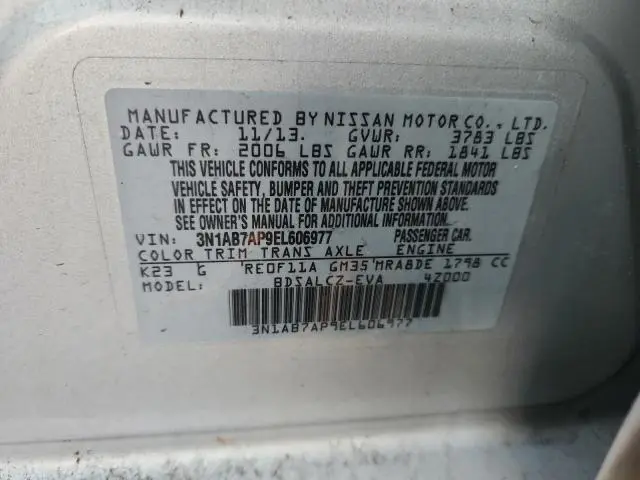 MANUFACTURED BY NISSAN MOTOR CO., LTD.
DATE: 11/13. GVWR: 3783 LBS
GAWR FR: 2006 LBS GAWR RR: 1841 LBS
THIS VEHICLE CONFORMS TO ALL APPLICABLE FEDERAL MOTOR
VEHICLE SAFETY, BUMPER AND THEFT PREVENTION STANDARDS
IN EFFECT ON THE DATE OF MANUFACTURE SHOWN ABOVE.
SEE OWNER'S MANUAL FOR ADDITIONAL INFORMATION.
VIN: 3N1AB7AP9EL606977 PASSENGER CAR.
COLOR TRIM TRANS AXLE ENGINE
K23 G RE0F11A GM35 MRA8DE 1798 CC
MODEL: BDSALCZ-EVA 4Z000
3N1AB7AP9EL606977